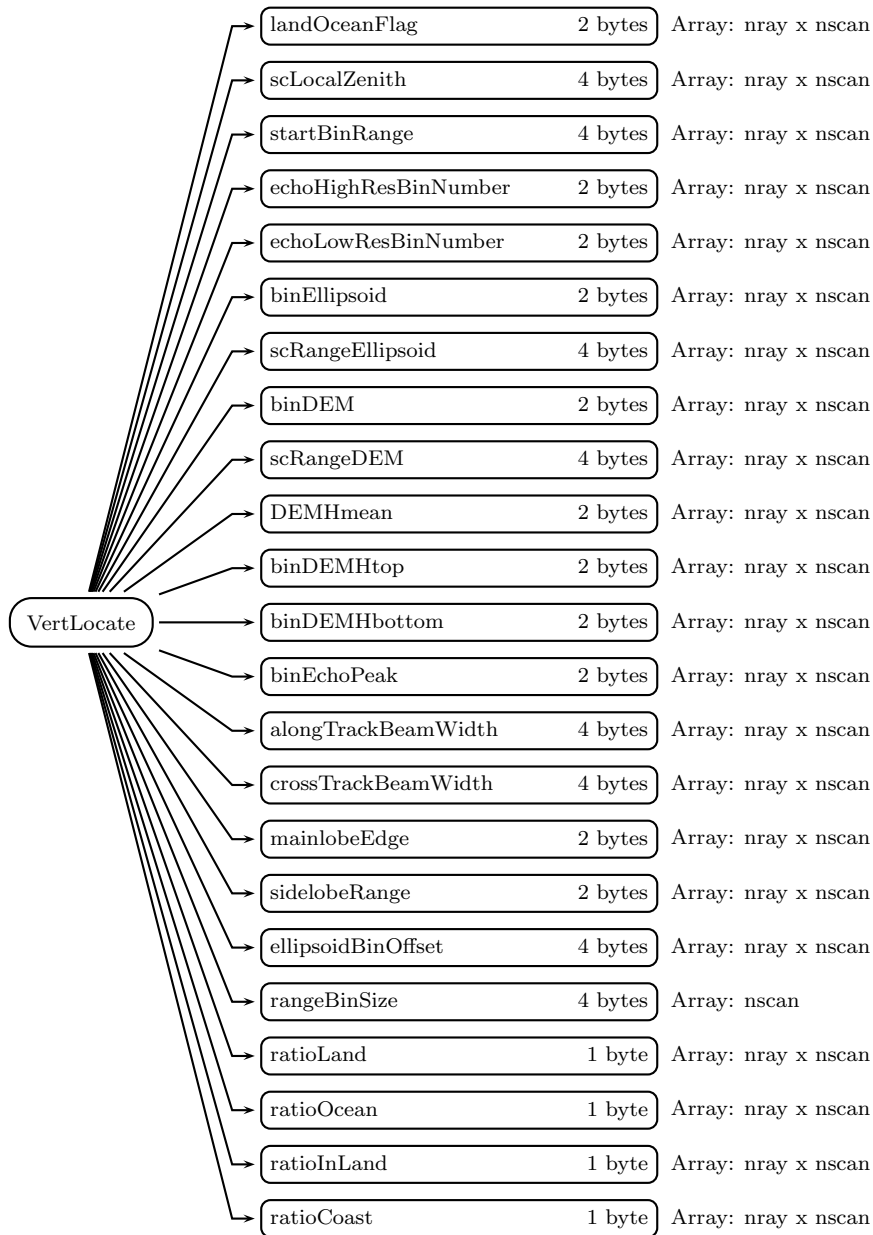 landOceanFlag 2 bytes Array: nray x nscan
scLocalZenith 4 bytes Array: nray x nscan
startBinRange 4 bytes Array: nray x nscan
echoHighResBinNumber 2 bytes Array: nray x nscan
echoLowResBinNumber 2 bytes Array: nray x nscan
binEllipsoid 2 bytes Array: nray x nscan
scRangeEllipsoid 4 bytes Array: nray x nscan
binDEM 2 bytes Array: nray x nscan
scRangeDEM 4 bytes Array: nray x nscan
DEMHmean 2 bytes Array: nray x nscan
binDEMHtop 2 bytes Array: nray x nscan
VertLocate binDEMHbottom 2 bytes Array: nray x nscan
binEchoPeak 2 bytes Array: nray x nscan
alongTrackBeamWidth 4 bytes Array: nray x nscan
crossTrackBeamWidth 4 bytes Array: nray x nscan
mainlobeEdge 2 bytes Array: nray x nscan
sidelobeRange 2 bytes Array: nray x nscan
ellipsoidBinOffset 4 bytes Array: nray x nscan
rangeBinSize 4 bytes Array: nscan
ratioLand 1 byte Array: nray x nscan
ratioOcean 1 byte Array: nray x nscan
ratioInLand 1 byte Array: nray x nscan
ratioCoast 1 byte Array: nray x nscan